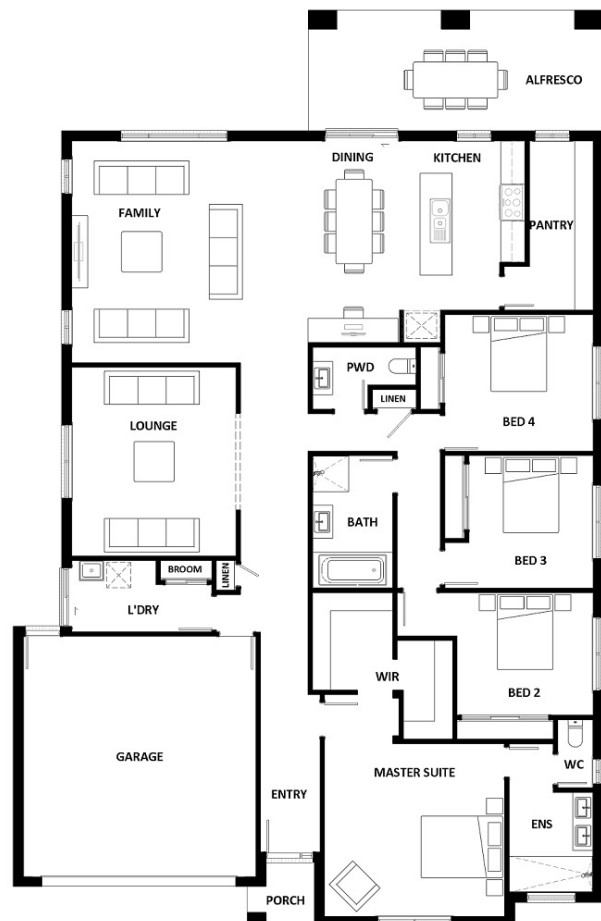 ALFRESCO
DINING
KITCHEN
FAMILY
PANTRY
PWD
LINEN
LOUNGE
BED 4
BATH
BED 3
BROOM
LINEN
L'DRY
WIR
BED 2
GARAGE
MASTER SUITE
WC
ENTRY
ENS
PORCH